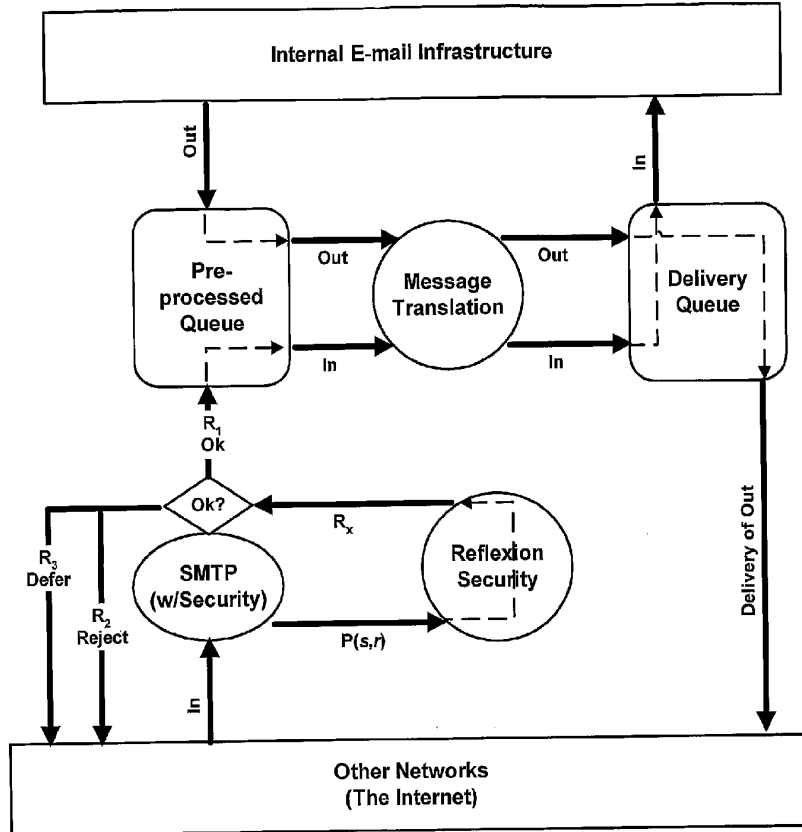 Internal E-mail Infrastructure
Out
In
Pre-
processed
Queue
Out
In
Message
Translation
Out
In
Delivery
Queue
R1
Ok
Ok?
Rx
R3
Defer
R2
Reject
SMTP
(w/Security)
Reflexion
Security
P(s,r)
In
Delivery of Out
Other Networks
(The Internet)